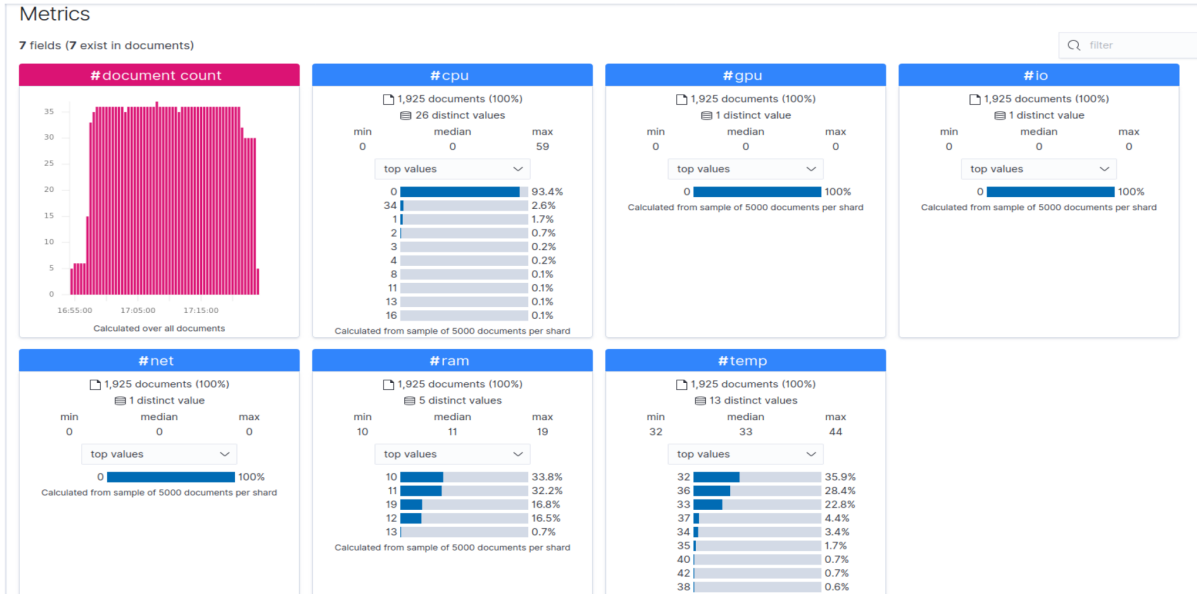 Metrics
7 fields (7 exist in documents)
filter
#document count
35
30
25
20
15
10
5
0
16:55:00 17:05:00 17:15:00
Calculated over all documents
#cpu
1,925 documents (100%)
26 distinct values
min median max
0 0 59
top values
0 93.4%
34 2.6%
1 1.7%
2 0.7%
3 0.2%
4 0.2%
8 0.1%
11 0.1%
13 0.1%
16 0.1%
Calculated from sample of 5000 documents per shard
#gpu
1,925 documents (100%)
1 distinct value
min median max
0 0 0
top values
0 100%
Calculated from sample of 5000 documents per shard
#io
1,925 documents (100%)
1 distinct value
min median max
0 0 0
top values
0 100%
Calculated from sample of 5000 documents per shard
#net
1,925 documents (100%)
1 distinct value
min median max
0 0 0
top values
0 100%
Calculated from sample of 5000 documents per shard
#ram
1,925 documents (100%)
5 distinct values
min median max
10 11 19
top values
10 33.8%
11 32.2%
19 16.8%
12 16.5%
13 0.7%
Calculated from sample of 5000 documents per shard
#temp
1,925 documents (100%)
13 distinct values
min median max
32 33 44
top values
32 35.9%
36 28.4%
33 22.8%
37 4.4%
34 3.4%
35 1.7%
40 0.7%
42 0.7%
38 0.6%